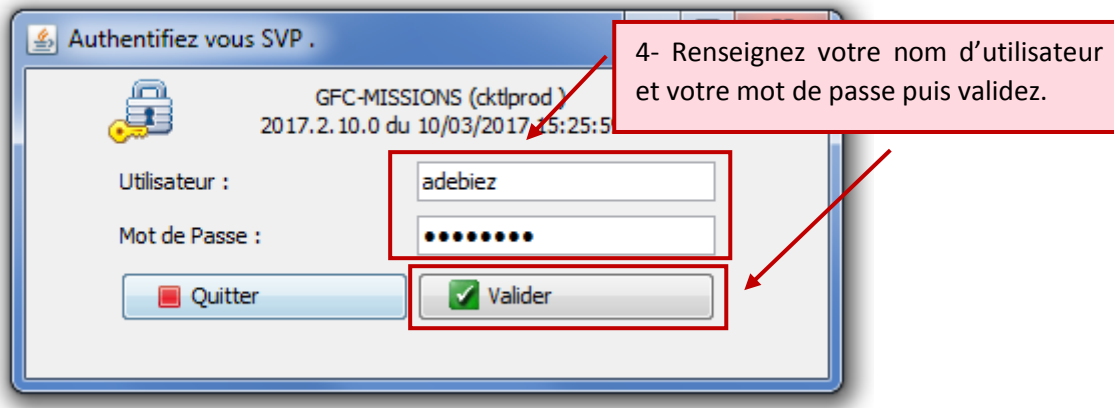 Authentifiez vous SVP .
4- Renseignez votre nom d’utilisateur
et votre mot de passe puis validez.
GFC-MISSIONS (cktlprod )
2017.2.10.0 du 10/03/2017 15:25:59
Utilisateur :
adebiez
Mot de Passe :
●●●●●●●●
Quitter
Valider